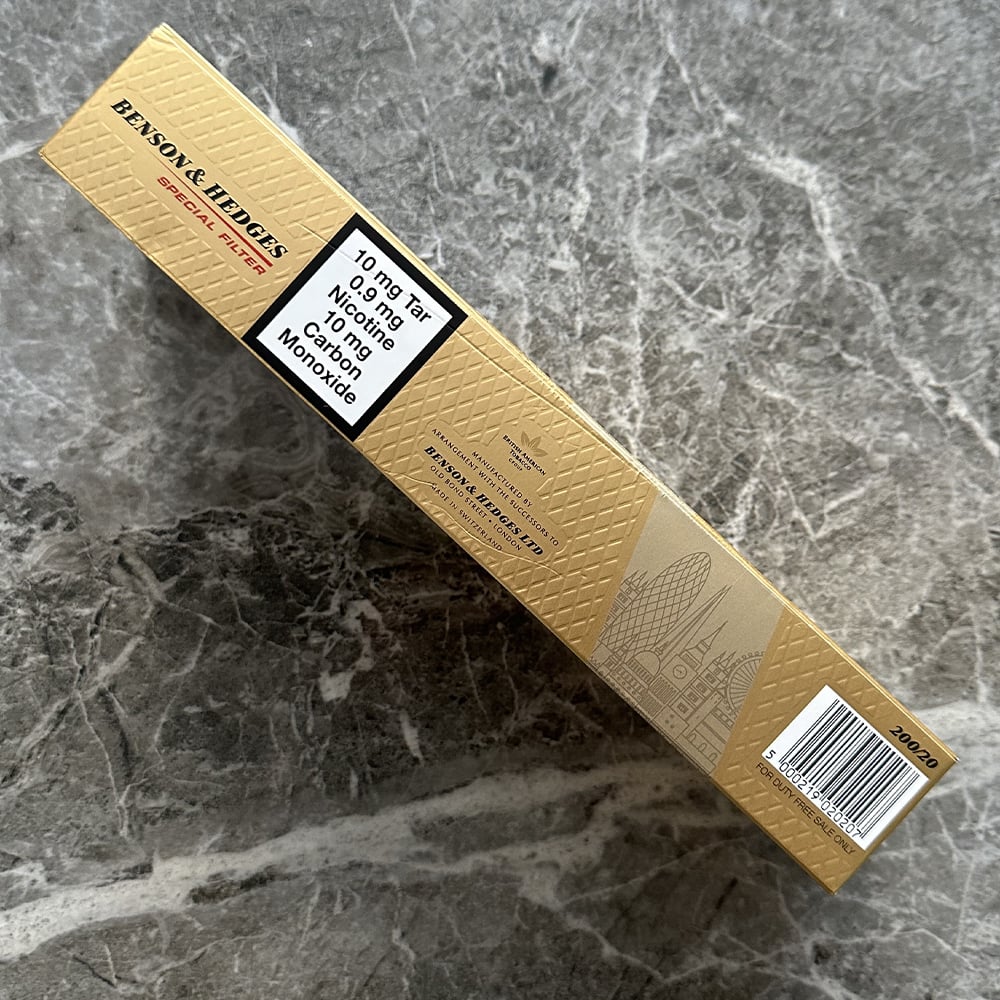 BENSON & HEDGES
SPECIAL FILTER
10 mg Tar
0.9 mg
Nicotine
10 mg
Carbon
Monoxide
BRITISH AMERICAN
TOBACCO
GROUP
MANUFACTURED BY
ARRANGEMENT WITH THE SUCCESSORS TO
BENSON & HEDGES LTD
OLD BOND STREET • LONDON
MADE IN SWITZERLAND
200/20
5 000219 020207
FOR DUTY FREE SALE ONLY